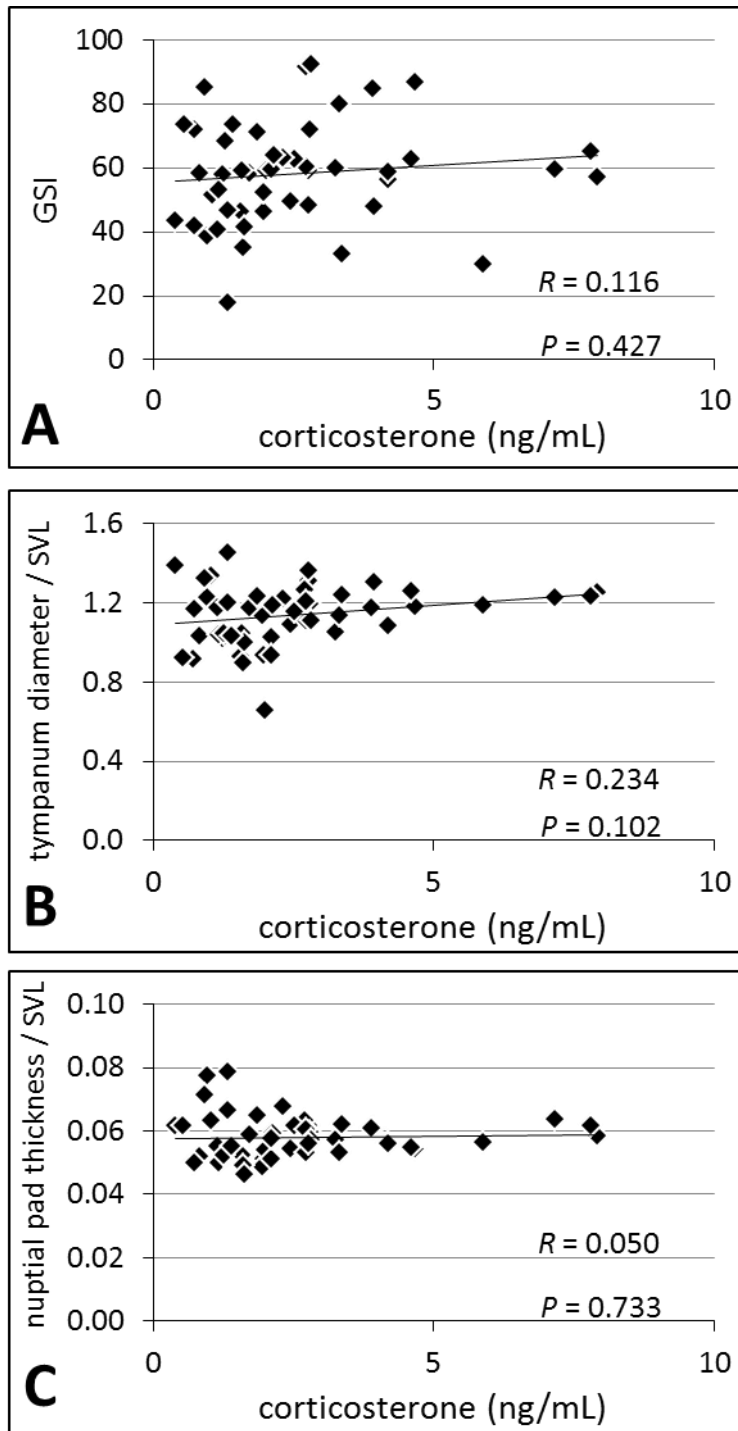 100
80
60
40
20
0
GSI
R = 0.116
P = 0.427
0 5 10
corticosterone (ng/mL)
A
1.6
1.2
0.8
0.4
0.0
tympanum diameter / SVL
R = 0.234
P = 0.102
0 5 10
corticosterone (ng/mL)
B
0.10
0.08
0.06
0.04
0.02
0.00
nuptial pad thickness / SVL
R = 0.050
P = 0.733
0 5 10
corticosterone (ng/mL)
C